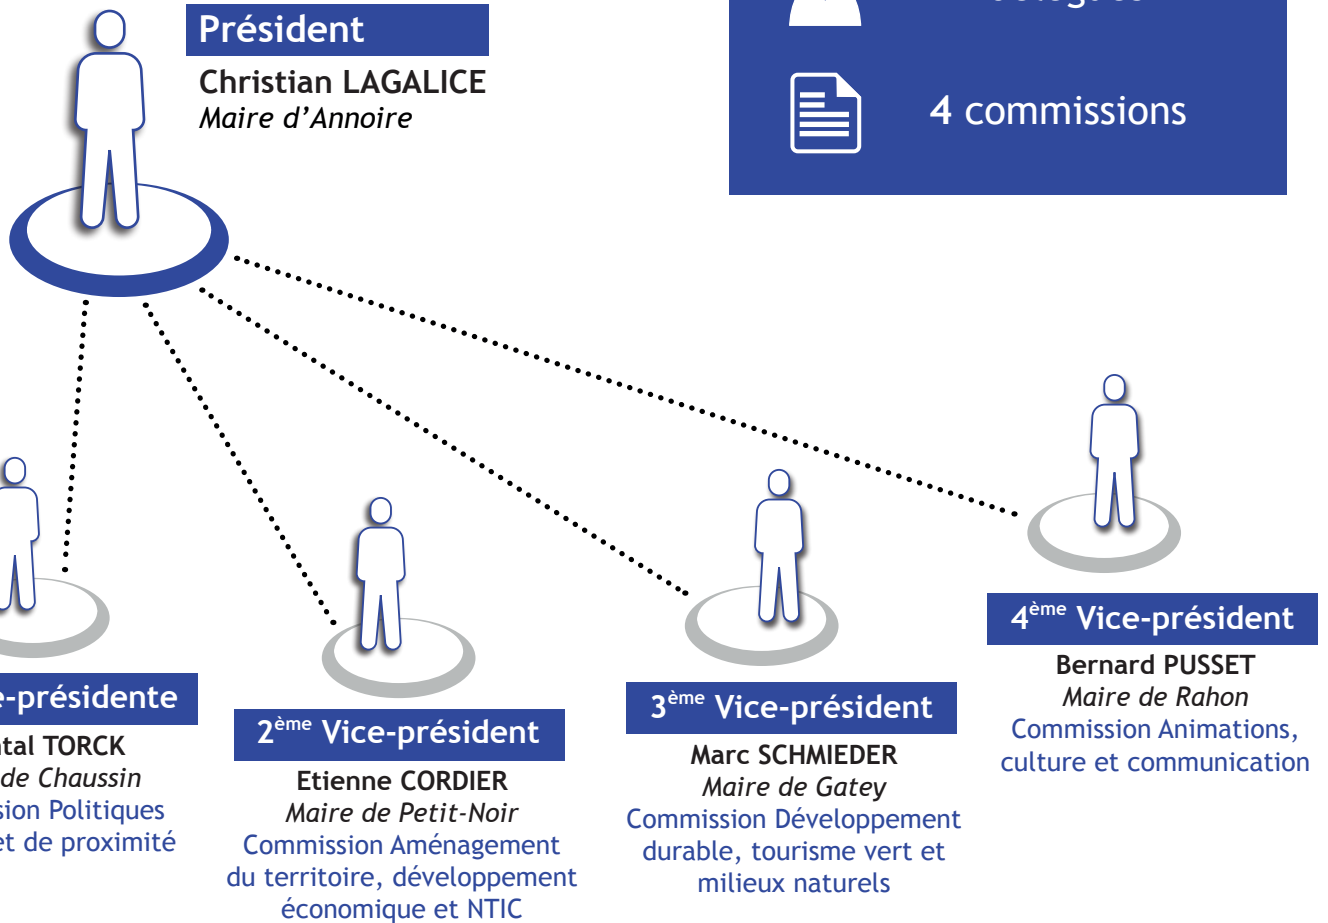 Président
Christian LAGALICE
Maire d’Annoire
4 commissions
4ème Vice-président
Bernard PUSSET
Maire de Rahon
Commission Animations,
culture et communication
-présidente
TORCK
de Chaussin
Politiques
et de proximité
2ème Vice-président
Etienne CORDIER
Maire de Petit-Noir
Commission Aménagement
du territoire, développement
économique et NTIC
3ème Vice-président
Marc SCHMIEDER
Maire de Gatey
Commission Développement
durable, tourisme vert et
milieux naturels